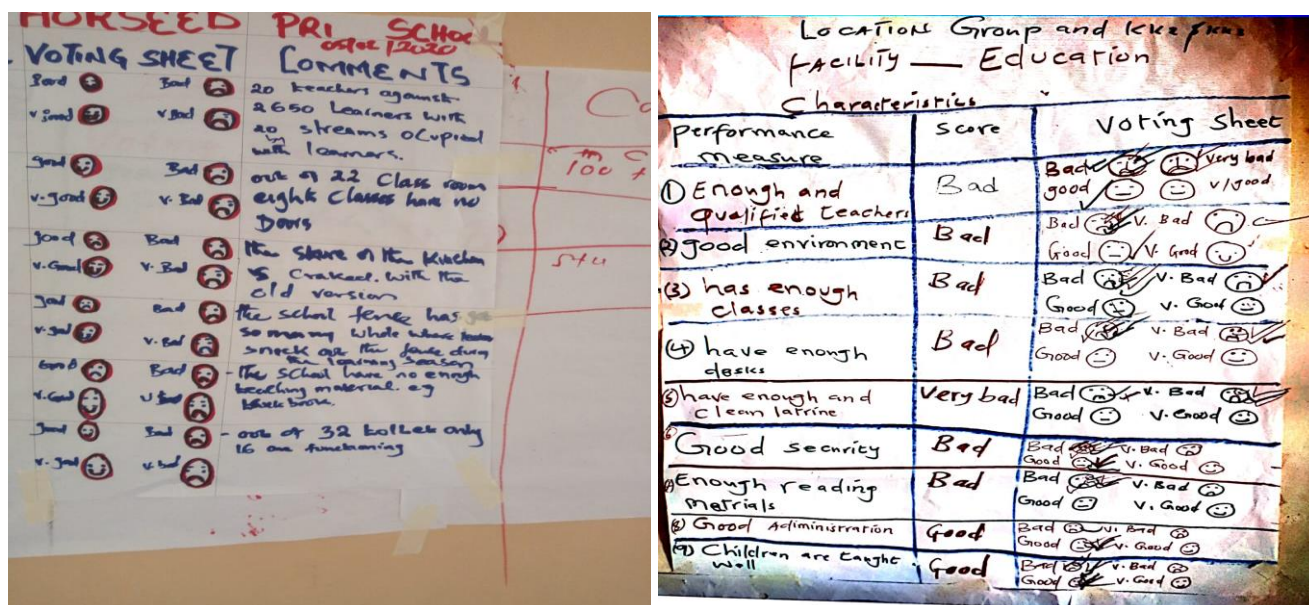 HORSEED PRI SCHOOL
2020
VOTING SHEET COMMENTS
Bad
V. good V Bad
good Bad
V. good V. Bad
good Bad
V. Good V. Bad
good Bad
V. good V. Bad
Good Bad
V. Good V Bad
good Bad
V. good V. bad
20 teachers against
2650 Learners with
20 streams ocupied
with learners.
out of 22 Class room
eight Classes have no
Doors
the store of the Kitchen
is Craked. with the
old version
the school fence has
so many whole where
sneek out the fence
the learning season
- the school have no enough
teaching material. eg
text book.
- out of 32 toilet only
16 are functioning
100
LOCATION Group and
FACILITY — Education
Characteristics
performance score Voting sheet
measure
(1) Enough and Bad Bad Very bad
qualified teachers good v/good
(2) good environment Bad Bad V. Bad
Good V. Good
(3) has enough Bad Bad V. Bad
classes Good V. Good
(4) have enough Bad Bad V. Bad
desks Good V. Good
(5) have enough and Very bad Bad V. Bad
clean latrine Good V. Good
Good security Bad Bad V. Bad
Good V. Good
Enough reading Bad Bad V. Bad
metrials Good V. Good
(8) Good Administration Good Bad V. Bad
Good V. Good
(9) Children are taught Good Bad V. Bad
well Good V. Good